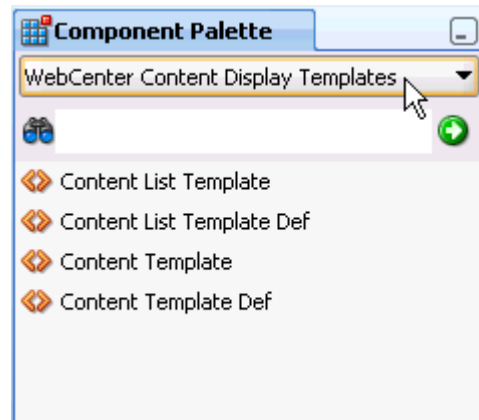 Component Palette
WebCenter Content Display Templates
Content List Template
Content List Template Def
Content Template
Content Template Def